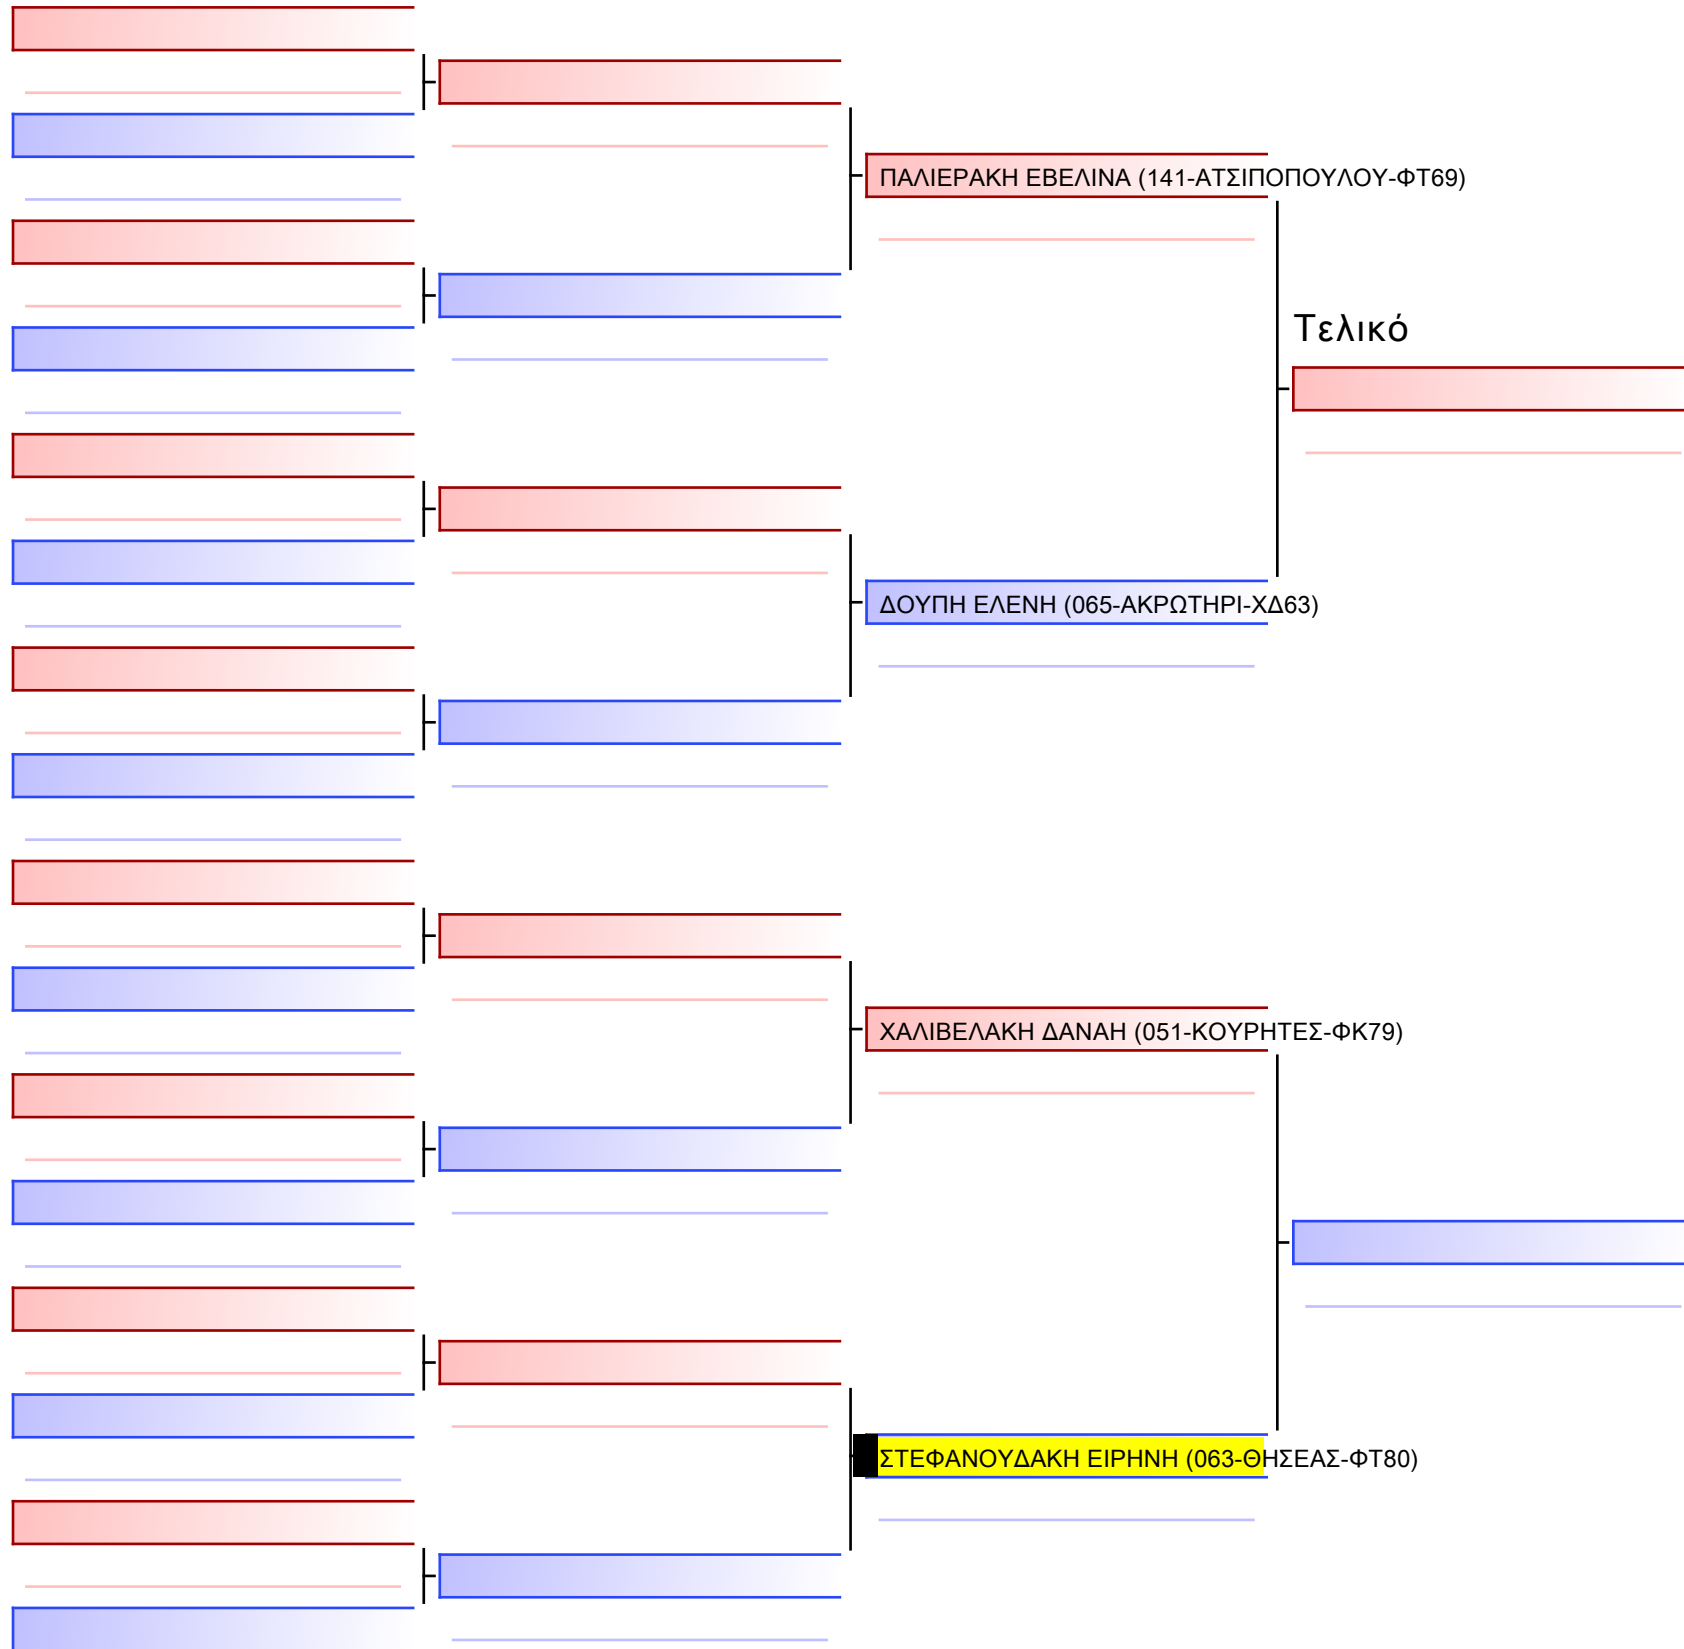 ΠΑΛΙΕΡΑΚΗ ΕΒΕΛΙΝΑ (141-ΑΤΣΙΠΟΠΟΥΛΟΥ-ΦΤ69)
Τελικό
ΔΟΥΠΗ ΕΛΕΝΗ (065-ΑΚΡΩΤΗΡΙ-ΧΔ63)
ΧΑΛΙΒΕΛΑΚΗ ΔΑΝΑΗ (051-ΚΟΥΡΗΤΕΣ-ΦΚ79)
ΣΤΕΦΑΝΟΥΔΑΚΗ ΕΙΡΗΝΗ (063-ΘΗΣΕΑΣ-ΦΤ80)